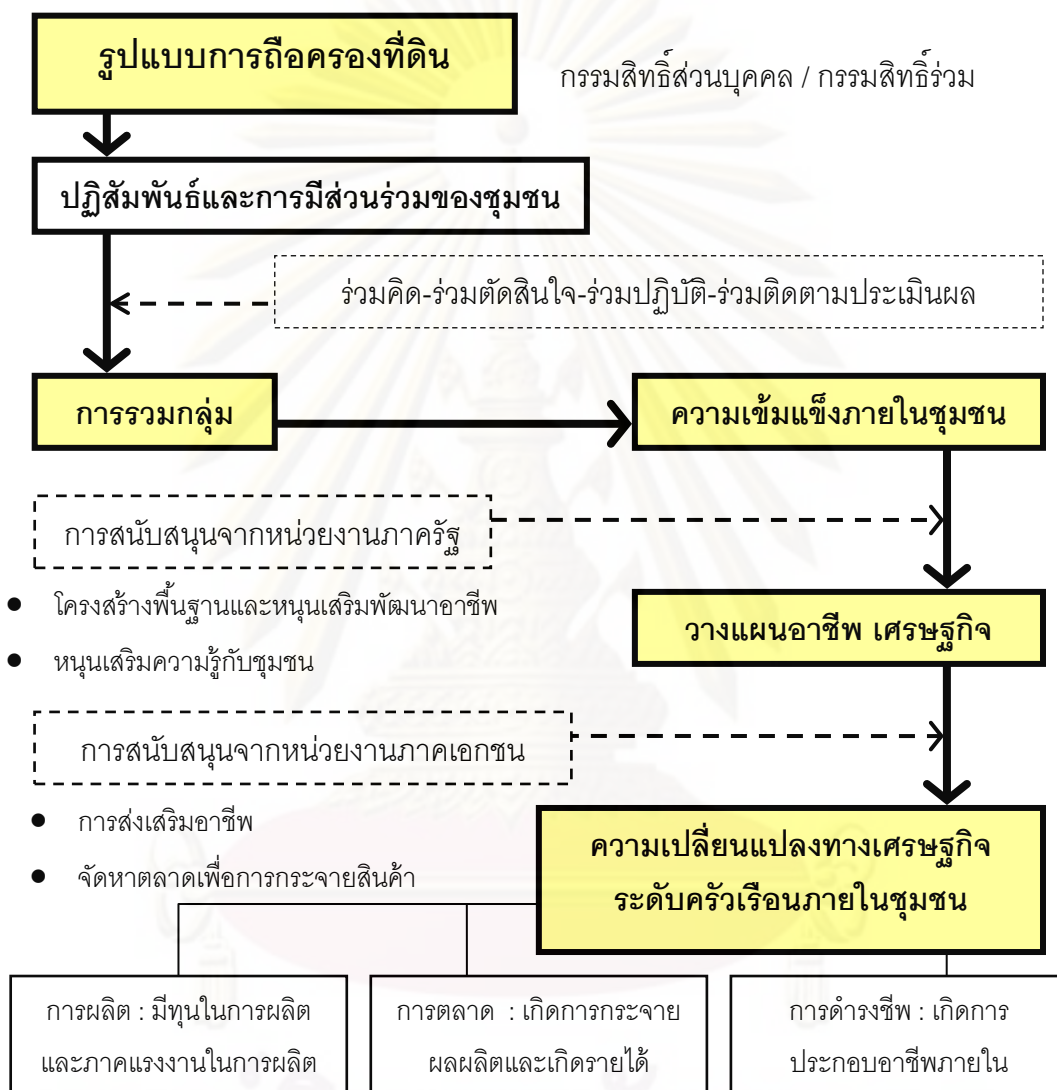 รูปแบบการถือครองที่ดิน
กรรมสิทธิ์ส่วนบุคคล / กรรมสิทธิ์ร่วม
ปฏิสัมพันธ์และการมีส่วนร่วมของชุมชน
ร่วมคิด-ร่วมตัดสินใจ-ร่วมปฏิบัติ-ร่วมติดตามประเมินผล
การรวมกลุ่ม
ความเข้มแข็งภายในชุมชน
การสนับสนุนจากหน่วยงานภาครัฐ
● โครงสร้างพื้นฐานและหนุนเสริมพัฒนาอาชีพ
● หนุนเสริมความรู้กับชุมชน
วางแผนอาชีพ เศรษฐกิจ
การสนับสนุนจากหน่วยงานภาคเอกชน
● การส่งเสริมอาชีพ
● จัดหาตลาดเพื่อการกระจายสินค้า
ความเปลี่ยนแปลงทางเศรษฐกิจ
ระดับครัวเรือนภายในชุมชน
การผลิต : มีทุนในการผลิต
และภาคแรงงานในการผลิต
การตลาด : เกิดการกระจาย
ผลผลิตและเกิดรายได้
การดำรงชีพ : เกิดการ
ประกอบอาชีพภายใน